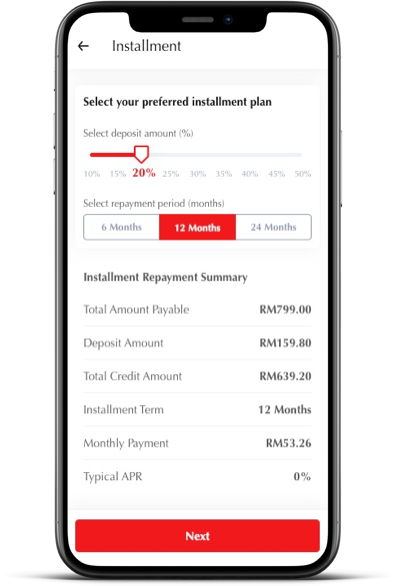 Installment
Select your preferred installment plan
Select deposit amount (%)
10% 15% 20% 25% 30% 35% 40% 45% 50%
Select repayment period (months)
6 Months 12 Months 24 Months
Installment Repayment Summary
Total Amount Payable RM799.00
Deposit Amount RM159.80
Total Credit Amount RM639.20
Installment Term 12 Months
Monthly Payment RM53.26
Typical APR 0%
Next